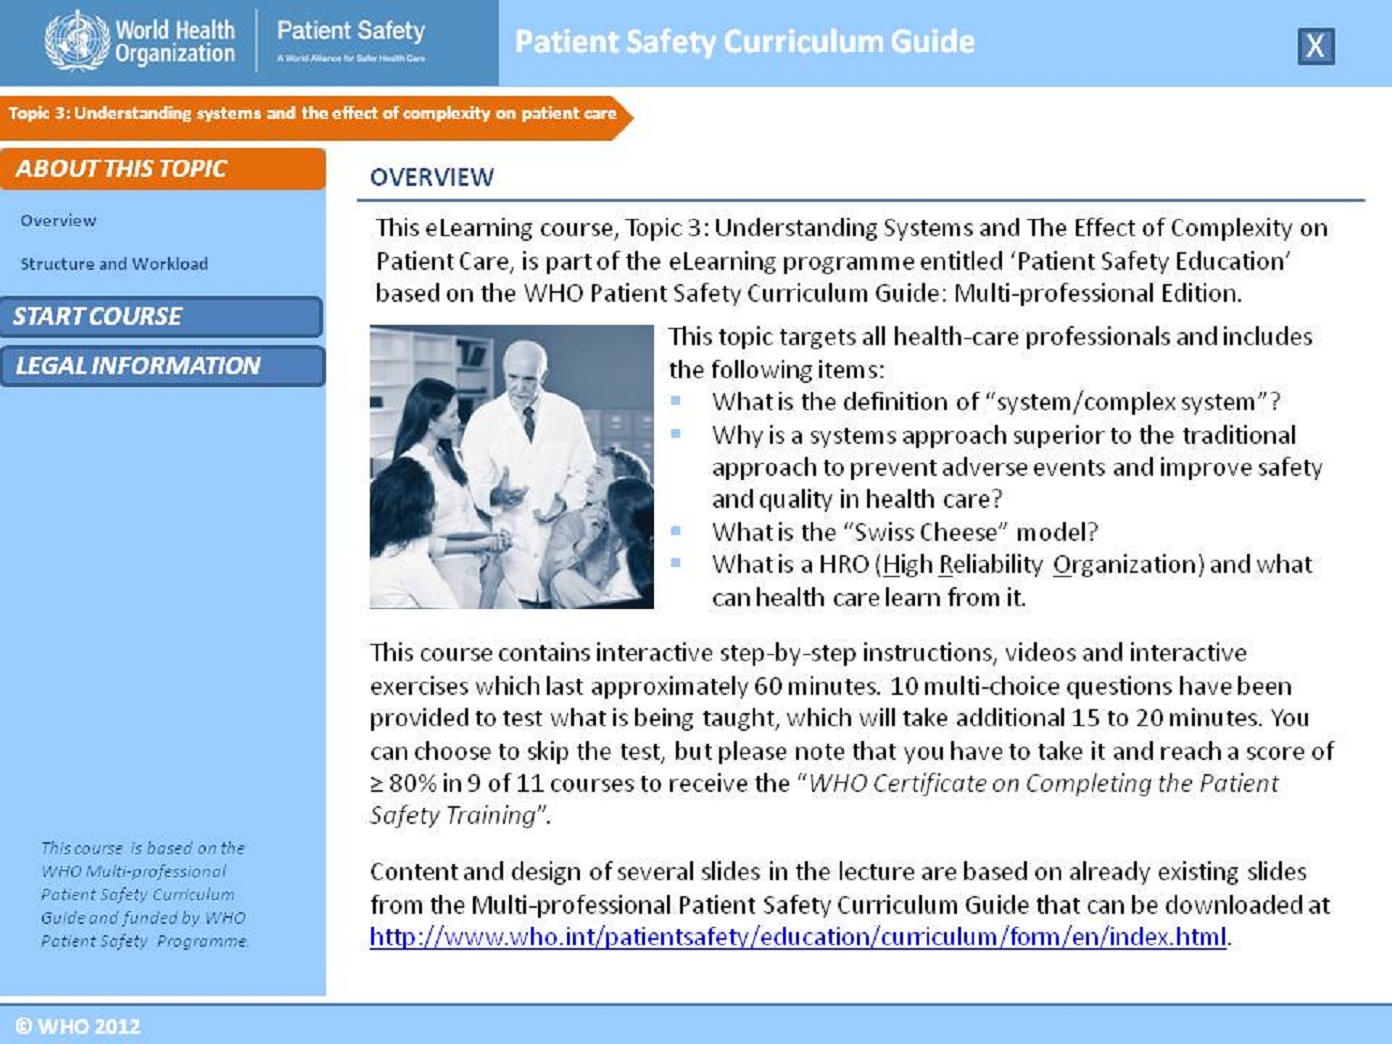 World Health
Organization
Patient Safety
A World Alliance for Safer Health Care
Patient Safety Curriculum Guide
X
Topic 3: Understanding systems and the effect of complexity on patient care
ABOUT THIS TOPIC
Overview
Structure and Workload
START COURSE
LEGAL INFORMATION
This course is based on the
WHO Multi-professional
Patient Safety Curriculum
Guide and funded by WHO
Patient Safety Programme.
OVERVIEW
This eLearning course, Topic 3: Understanding Systems and The Effect of Complexity on
Patient Care, is part of the eLearning programme entitled ‘Patient Safety Education’
based on the WHO Patient Safety Curriculum Guide: Multi-professional Edition.
This topic targets all health-care professionals and includes
the following items:
What is the definition of “system/complex system”?
Why is a systems approach superior to the traditional
approach to prevent adverse events and improve safety
and quality in health care?
What is the “Swiss Cheese” model?
What is a HRO (High Reliability Organization) and what
can health care learn from it.
This course contains interactive step-by-step instructions, videos and interactive
exercises which last approximately 60 minutes. 10 multi-choice questions have been
provided to test what is being taught, which will take additional 15 to 20 minutes. You
can choose to skip the test, but please note that you have to take it and reach a score of
≥ 80% in 9 of 11 courses to receive the “WHO Certificate on Completing the Patient
Safety Training”.
Content and design of several slides in the lecture are based on already existing slides
from the Multi-professional Patient Safety Curriculum Guide that can be downloaded at
http://www.who.int/patientsafety/education/curriculum/form/en/index.html.
© WHO 2012